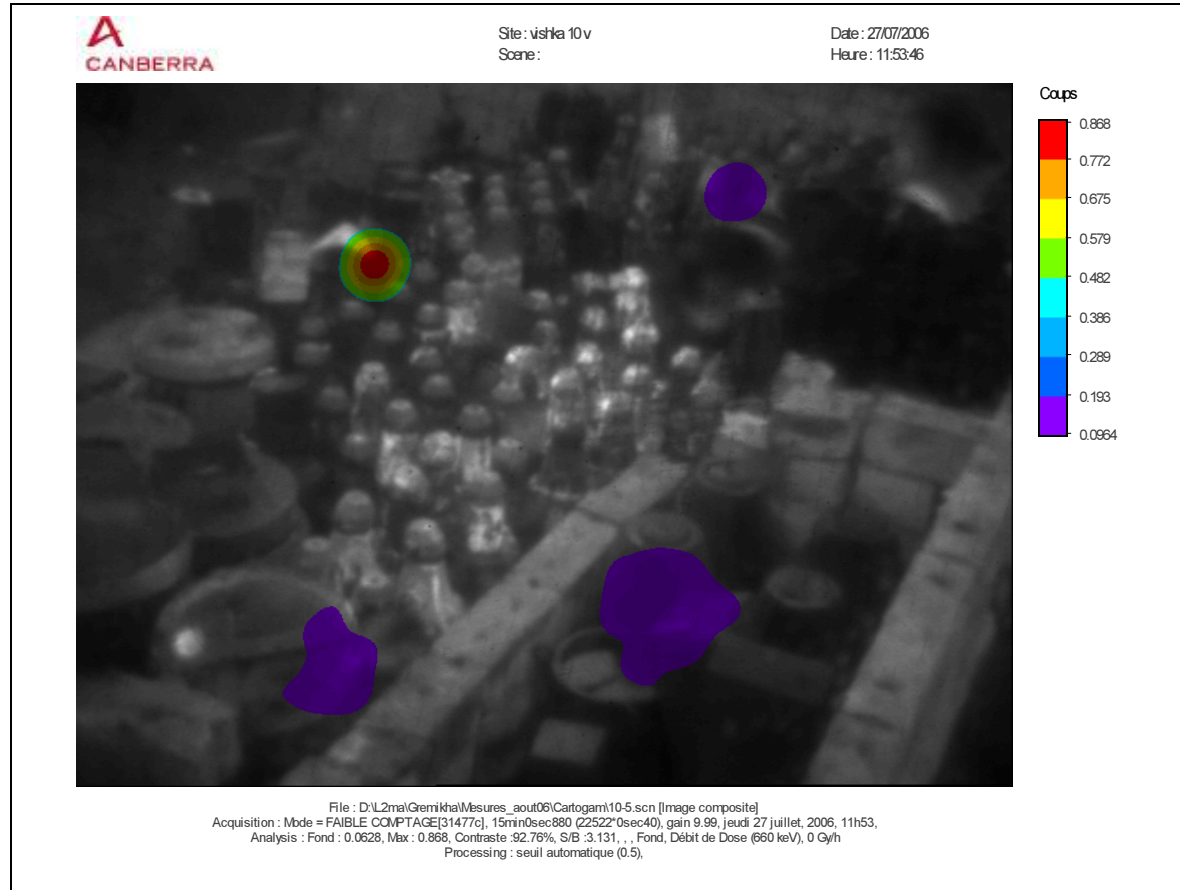 CANBERRA
Site : vishka 10 v
Scene :
Date : 27/07/2006
Heure : 11:53:46
Coups
0.868
0.772
0.675
0.579
0.482
0.386
0.289
0.193
0.0964
File : D:\L2ma\Gremikha\Mesures_aout06\Cartogam\10-5.scn [Image composite]
Acquisition : Mode = FAIBLE COMPTAGE[31477c], 15min0sec880 (22522*0sec40), gain 9.99, jeudi 27 juillet, 2006, 11h53,
Analysis : Fond : 0.0628, Max : 0.868, Contraste :92.76%, S/B :3.131, , , Fond, Débit de Dose (660 keV), 0 Gy/h
Processing : seuil automatique (0.5),